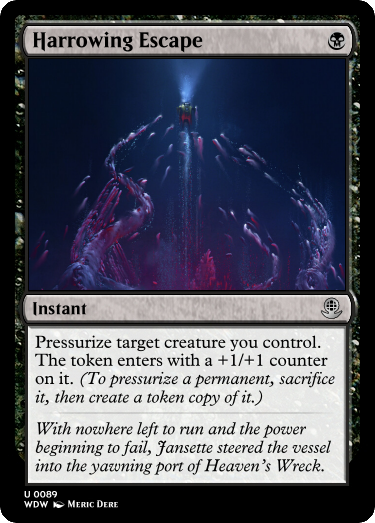 Harrowing Escape
Instant
Pressurize target creature you control.
The token enters with a +1/+1 counter
on it. (To pressurize a permanent, sacrifice
it, then create a token copy of it.)
With nowhere left to run and the power
beginning to fail, Jansette steered the vessel
into the yawning port of Heaven's Wreck.
U 0089
WDW Meric Dere